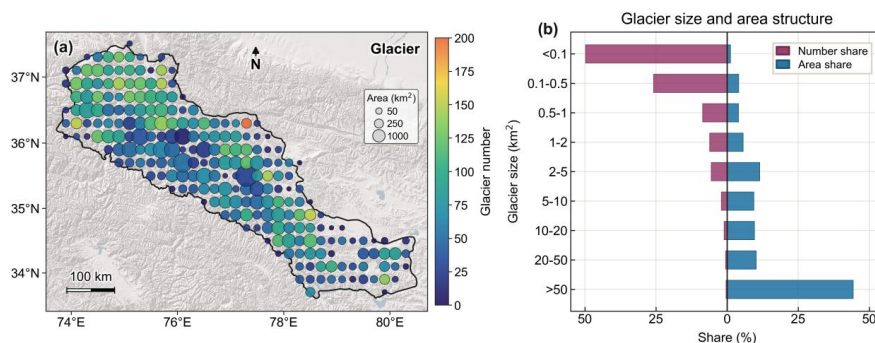 (a)
Glacier
N
Area (km²)
50
250
1000
100 km
37°N
36°N
35°N
34°N
74°E
76°E
78°E
80°E
200
175
150
125
100
75
50
25
0
Glacier number
(b)
Glacier size and area structure
Number share
Area share
Glacier size (km²)
<0.1
0.1-0.5
0.5-1
1-2
2-5
5-10
10-20
20-50
>50
50
25
0
25
50
Share (%)